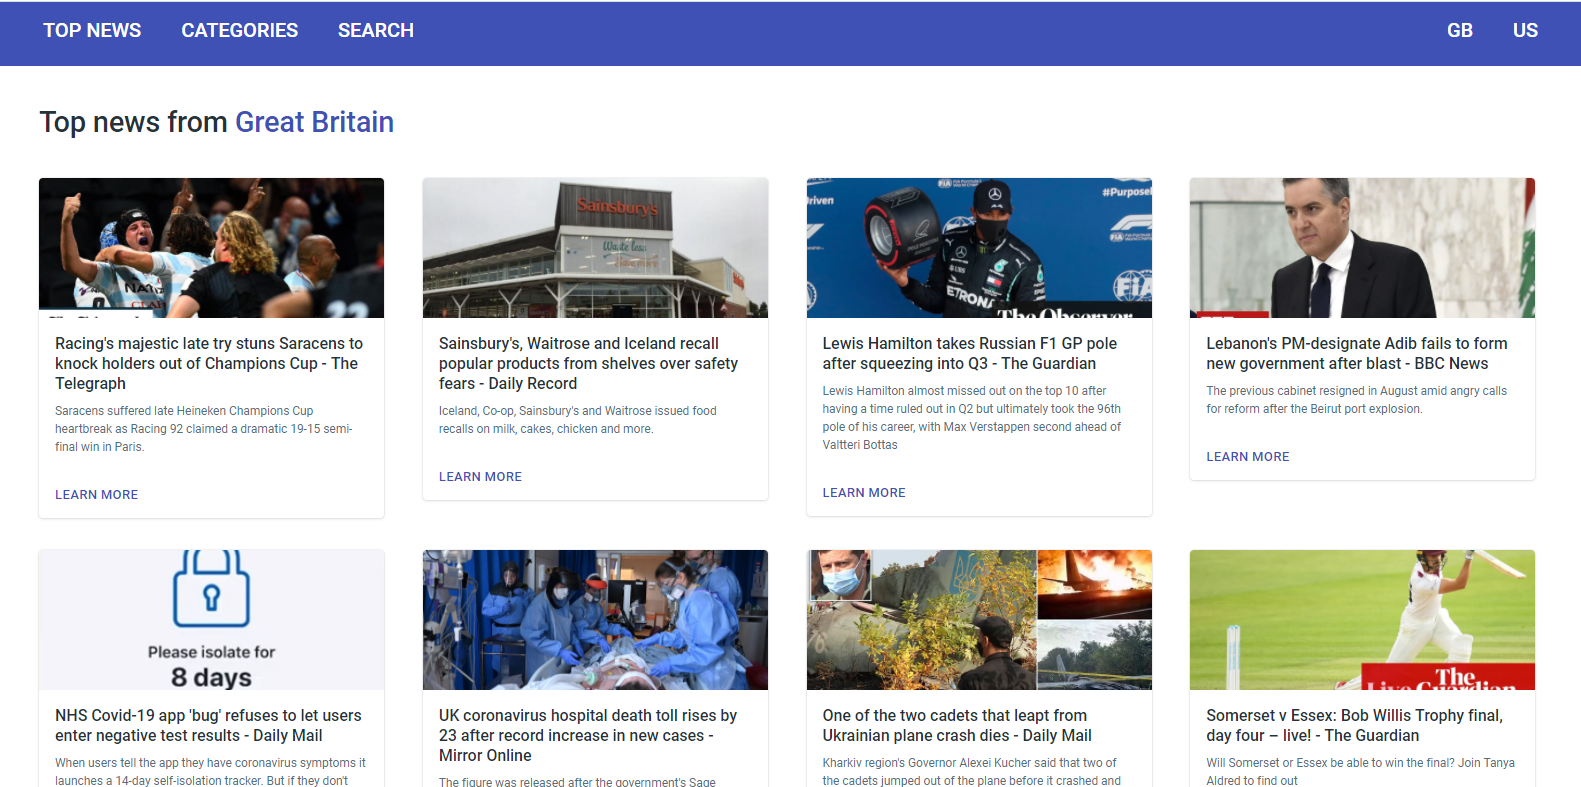 TOP NEWS CATEGORIES SEARCH GB US
Top news from Great Britain
Sainsbury's
Waste less
#Purpose
Driven
FIA
PETRONAS
The Observer
Racing's majestic late try stuns Saracens to
knock holders out of Champions Cup - The
Telegraph
Saracens suffered late Heineken Champions Cup
heartbreak as Racing 92 claimed a dramatic 19-15 semi-
final win in Paris.
LEARN MORE
Sainsbury's, Waitrose and Iceland recall
popular products from shelves over safety
fears - Daily Record
Iceland, Co-op, Sainsbury's and Waitrose issued food
recalls on milk, cakes, chicken and more.
LEARN MORE
Lewis Hamilton takes Russian F1 GP pole
after squeezing into Q3 - The Guardian
Lewis Hamilton almost missed out on the top 10 after
having a time ruled out in Q2 but ultimately took the 96th
pole of his career, with Max Verstappen second ahead of
Valtteri Bottas
LEARN MORE
Lebanon's PM-designate Adib fails to form
new government after blast - BBC News
The previous cabinet resigned in August amid angry calls
for reform after the Beirut port explosion.
LEARN MORE
Please isolate for
8 days
The
Live Guardian
NHS Covid-19 app 'bug' refuses to let users
enter negative test results - Daily Mail
When users tell the app they have coronavirus symptoms it
launches a 14-day self-isolation tracker. But if they don't
UK coronavirus hospital death toll rises by
23 after record increase in new cases -
Mirror Online
The figure was released after the government's Sage
One of the two cadets that leapt from
Ukrainian plane crash dies - Daily Mail
Kharkiv region's Governor Alexei Kucher said that two of
the cadets jumped out of the plane before it crashed and
Somerset v Essex: Bob Willis Trophy final,
day four – live! - The Guardian
Will Somerset or Essex be able to win the final? Join Tanya
Aldred to find out